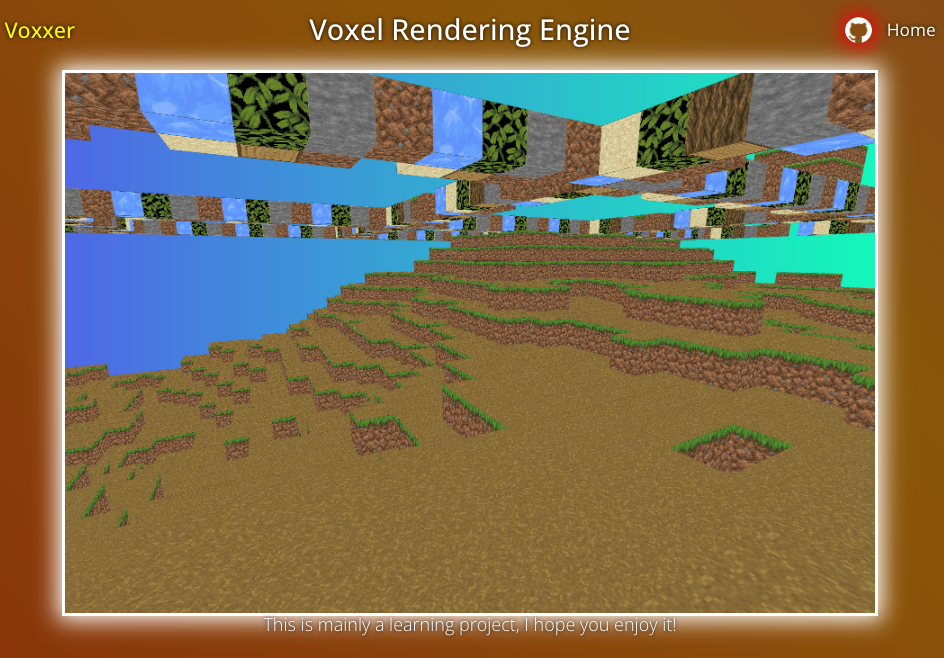 Voxxer
Voxel Rendering Engine
Home
This is mainly a learning project, I hope you enjoy it!